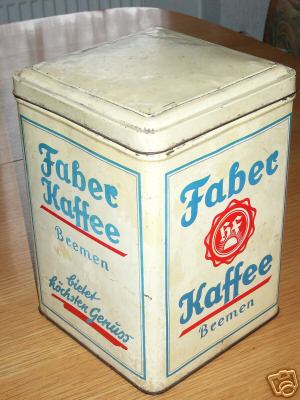 Faber
Kaffee
Bremen
bietet
höchsten Genuss
Faber
Kaffee
Bremen